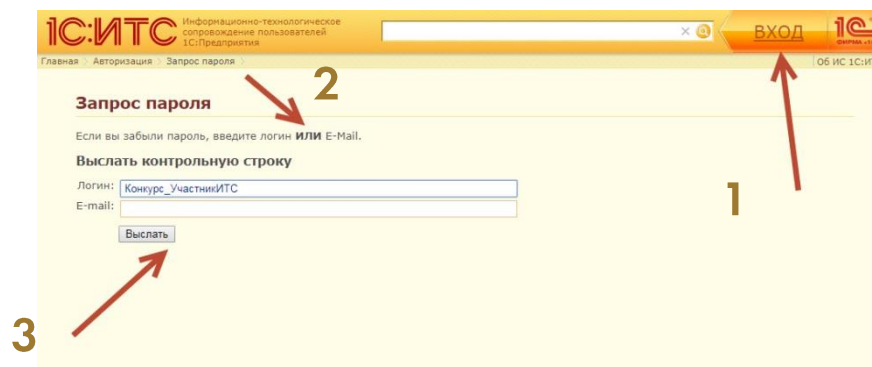 1С:ИТС
Информационно-технологическое
сопровождение пользователей
1С:Предприятия
ВХОД
1С
Главная
Авторизация
Запрос пароля
Об ИС 1С:ИТ
2
Запрос пароля
Если вы забыли пароль, введите логин ИЛИ E-Mail.
Выслать контрольную строку
Логин: Конкурс_УчастникИТС
E-mail:
1
Выслать
3